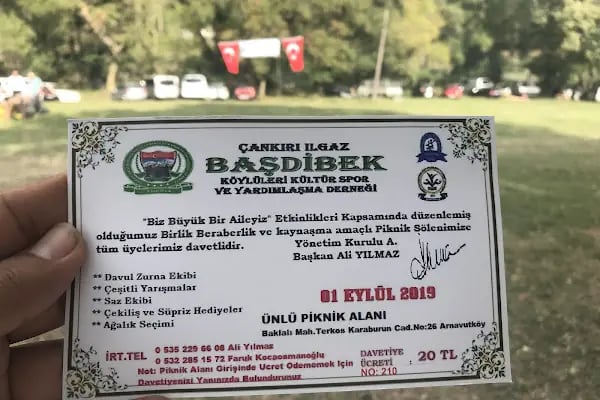 ÇANKIRI ILGAZ
BAŞDİBEK
KÖYLÜLERİ KÜLTÜR SPOR
VE YARDIMLAŞMA DERNEĞİ
"Biz Büyük Bir Aileyiz" Etkinlikleri Kapsamında düzenlemiş
olduğumuz Birlik Beraberlik ve kaynaşma amaçlı Piknik Şölenimize
tüm üyelerimiz davetlidir.
Yönetim Kurulu A.
Başkan Ali YILMAZ
** Davul Zurna Ekibi
** Çeşitli Yarışmalar
** Saz Ekibi
** Çekiliş ve Süpriz Hediyeler
** Ağalık Seçimi
01 EYLÜL 2019
ÜNLÜ PİKNİK ALANI
Baklalı Mah.Terkos Karaburun Cad.No:26 Arnavutköy
İRT.TEL 0 535 229 66 08 Ali Yılmaz
0 532 285 15 72 Faruk Kocaosmanoğlu
Not: Piknik Alanı Girişinde Ucret Odememek Için
Davetiyenizi Yanınızda Bulundurunuz
DAVETİYE
ÜCRETİ : 20 TL
NO: 210